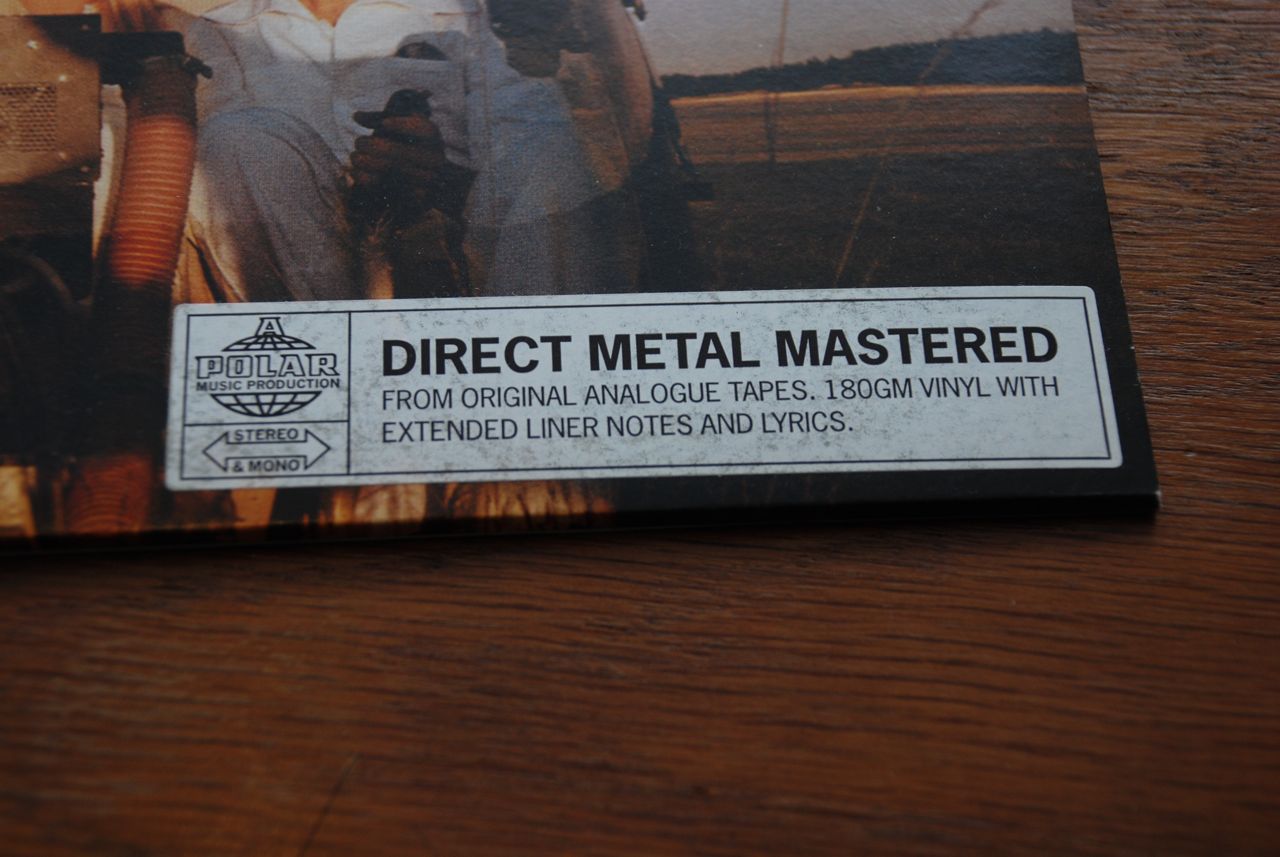 A
POLAR
MUSIC PRODUCTION
STEREO
& MONO
DIRECT METAL MASTERED
FROM ORIGINAL ANALOGUE TAPES. 180GM VINYL WITH
EXTENDED LINER NOTES AND LYRICS.